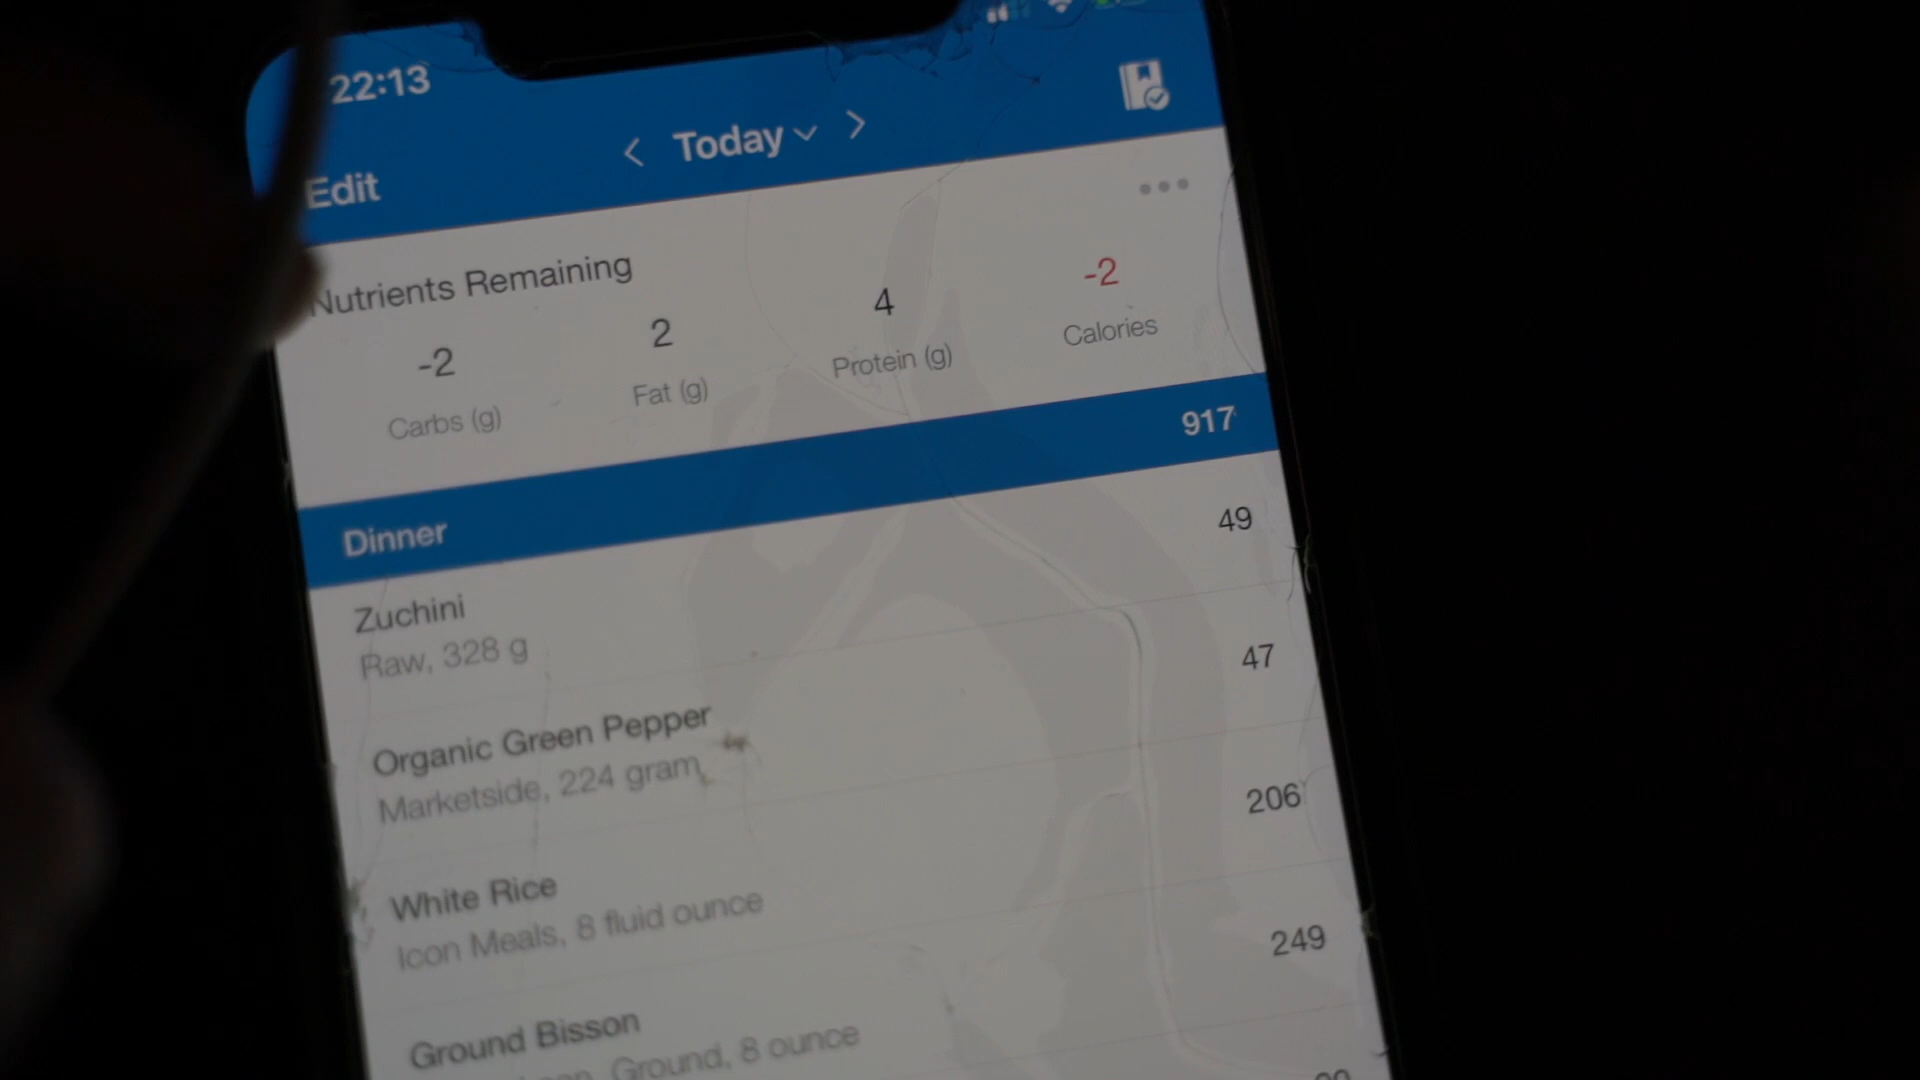 22:13
Edit
Today
Nutrients Remaining
-2
2
4
-2
Carbs (g)
Fat (g)
Protein (g)
Calories
Dinner
917
Zuchini
49
Raw, 328 g
Organic Green Pepper
47
Marketside, 224 gram
White Rice
206
Icon Meals, 8 fluid ounce
Ground Bisson
249
Ground, 8 ounce